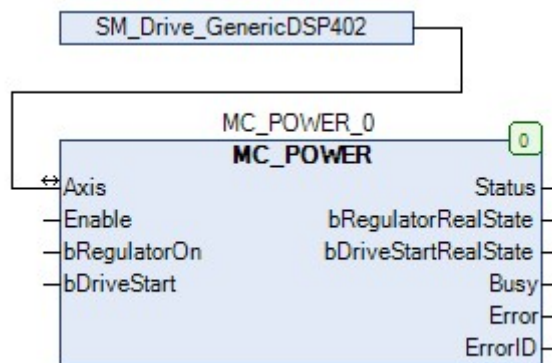 SM_Drive_GenericDSP402
MC_POWER_0
0
MC_POWER
Axis Status
Enable bRegulatorRealState
bRegulatorOn bDriveStartRealState
bDriveStart Busy
Error
ErrorID